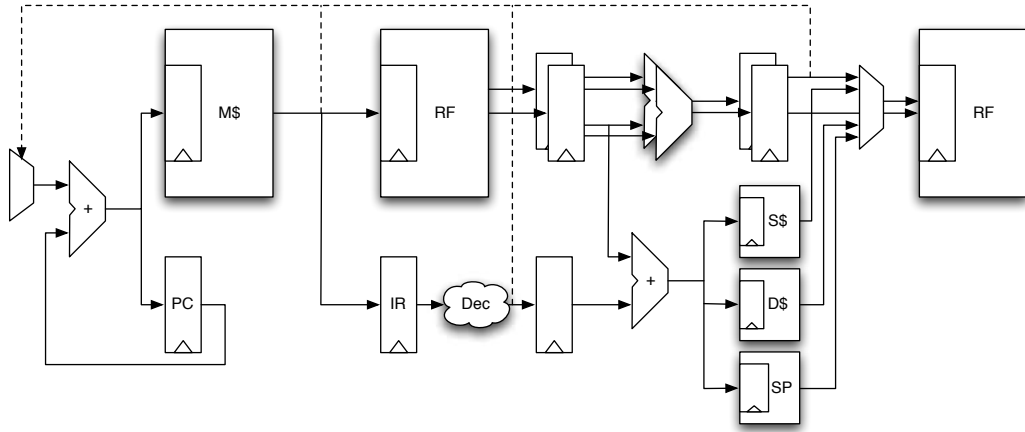 M$
RF
RF
+
S$
PC
IR
Dec
+
D$
SP